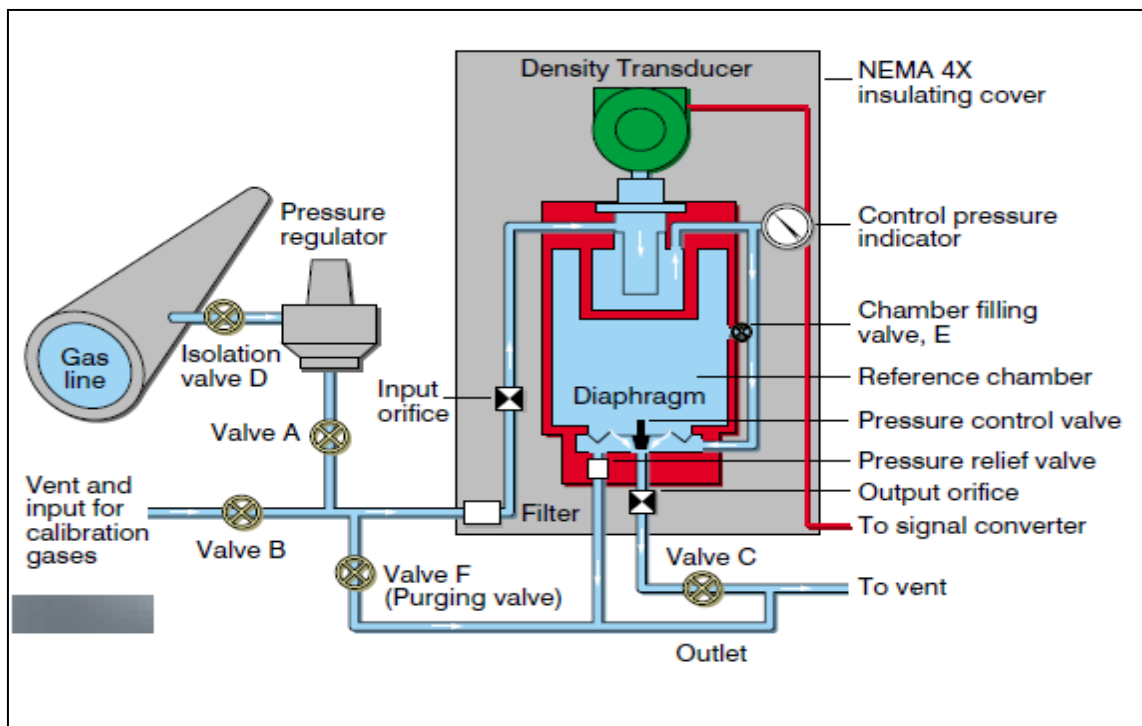 Density Transducer
NEMA 4X
insulating cover
Pressure
regulator
Control pressure
indicator
Gas
line
Isolation
valve D
Chamber filling
valve, E
Input
orifice
Reference chamber
Diaphragm
Pressure control valve
Valve A
Pressure relief valve
Vent and
input for
calibration
gases
Output orifice
Filter
To signal converter
Valve B
Valve C
Valve F
(Purging valve)
To vent
Outlet